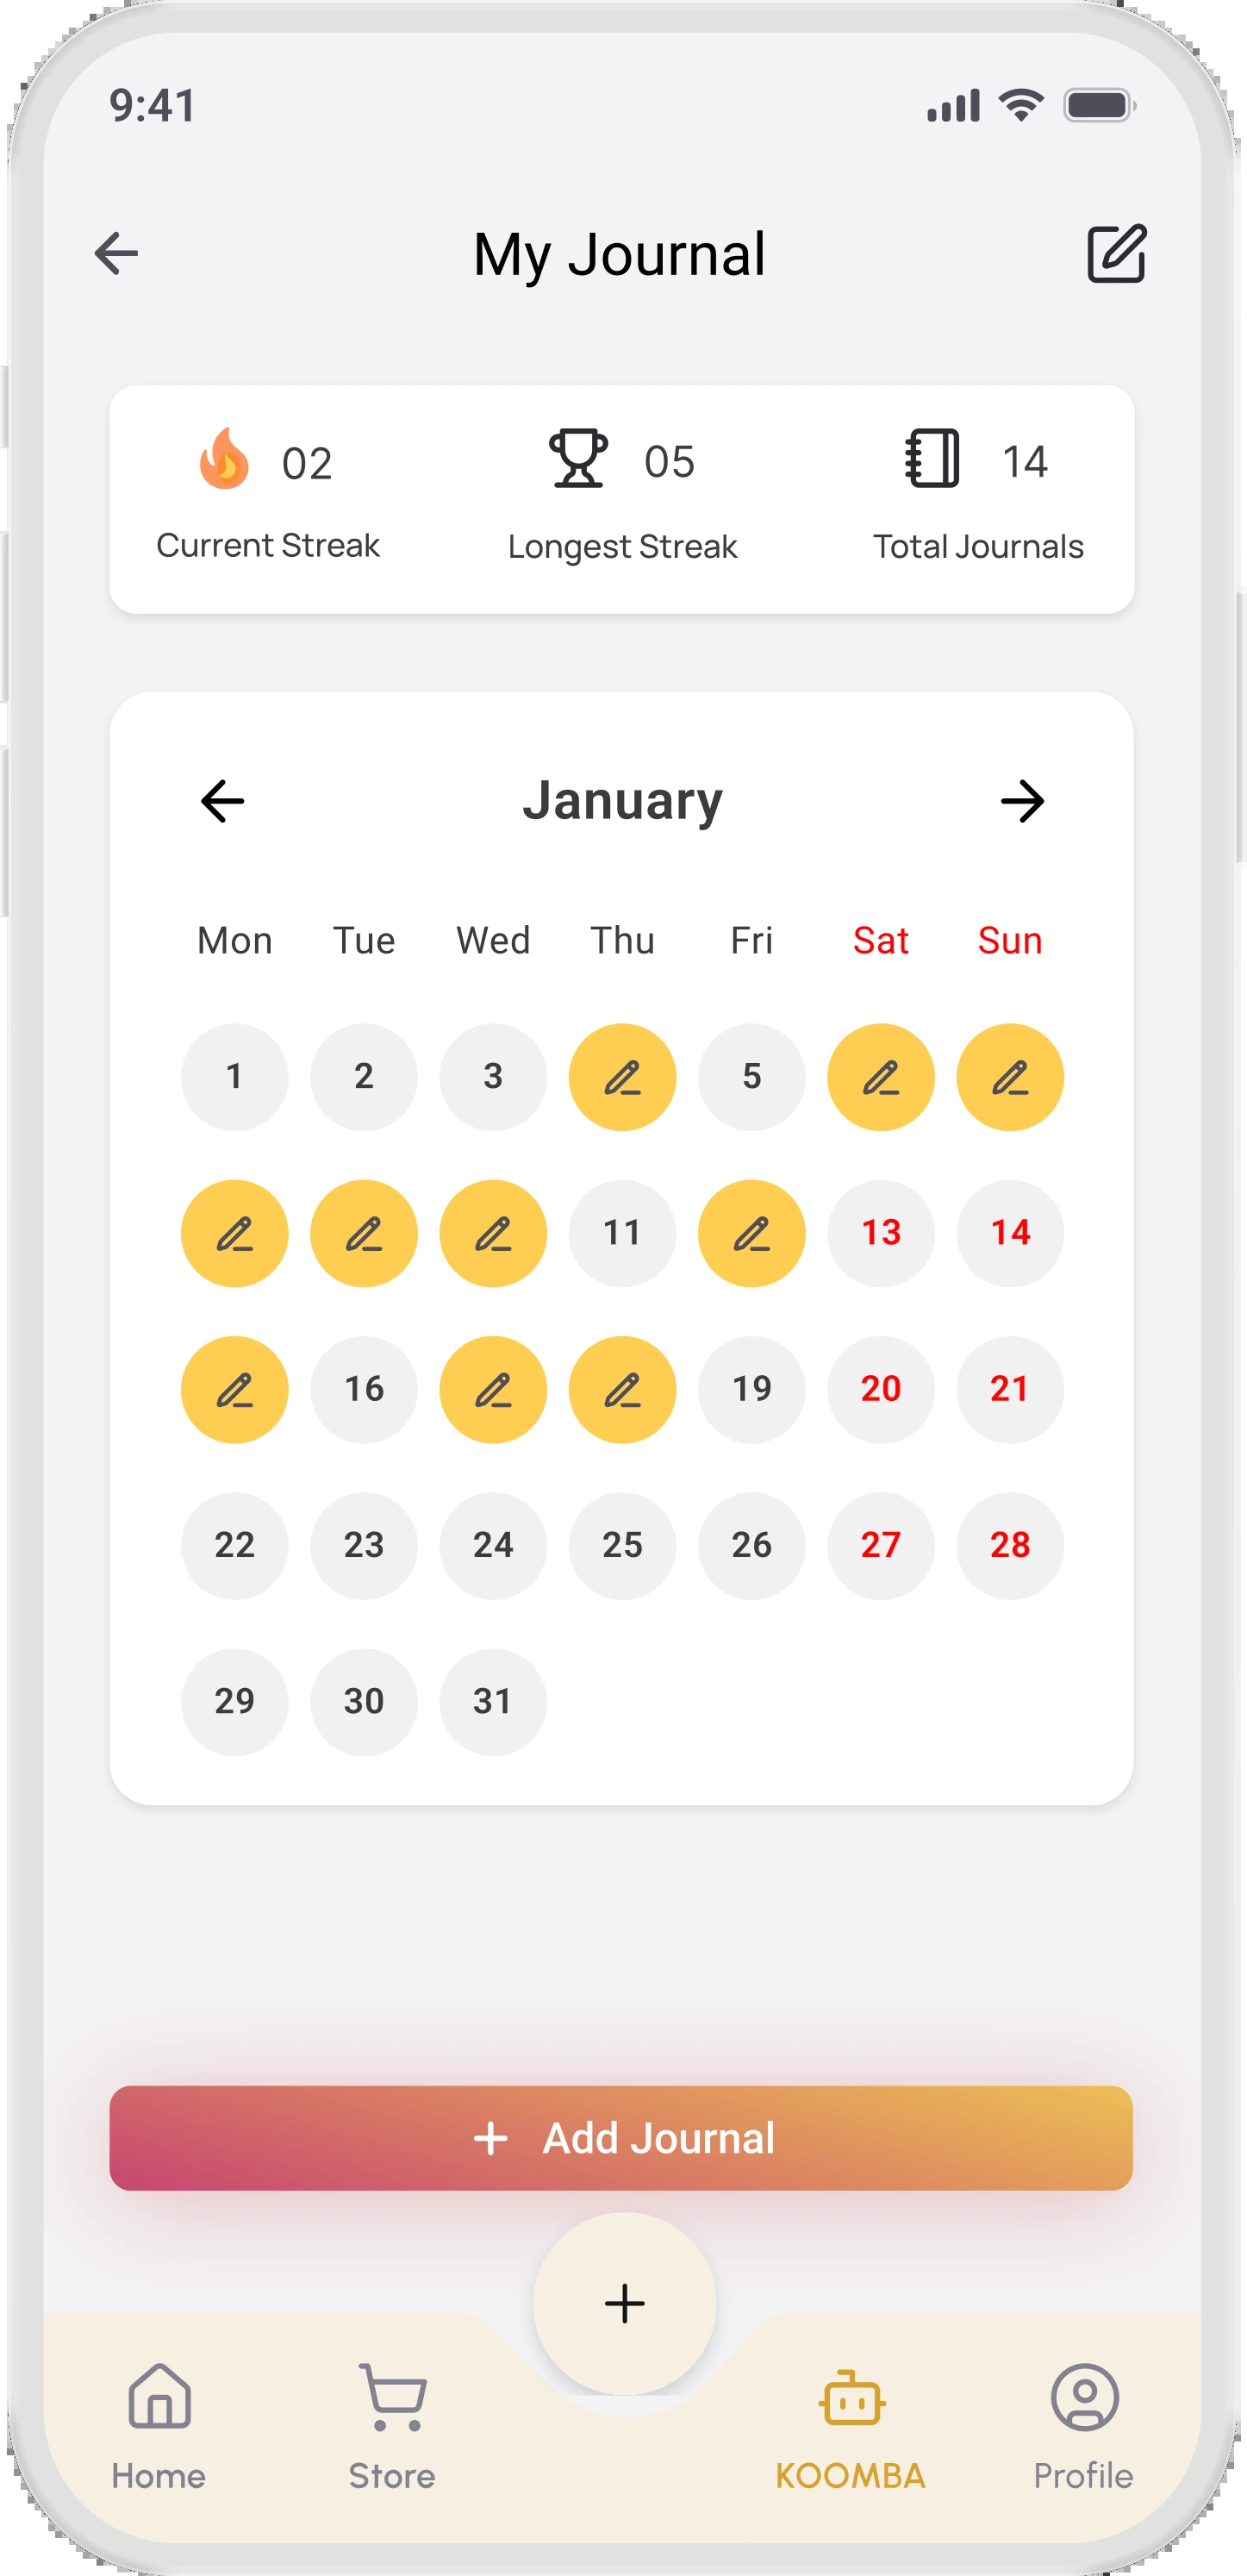 9:41
My Journal
02 05 14
Current Streak Longest Streak Total Journals
January
Mon Tue Wed Thu Fri Sat Sun
1 2 3 5
11 13 14
16 19 20 21
22 23 24 25 26 27 28
29 30 31
+ Add Journal
+
Home Store KOOMBA Profile